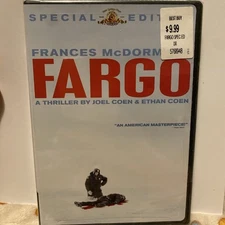 SPECIAL EDIT
BEST BUY
$9.99
FRANCES McDORM
FARGO
A THRILLER BY JOEL COEN & ETHAN COEN
"AN AMERICAN MASTERPIECE"